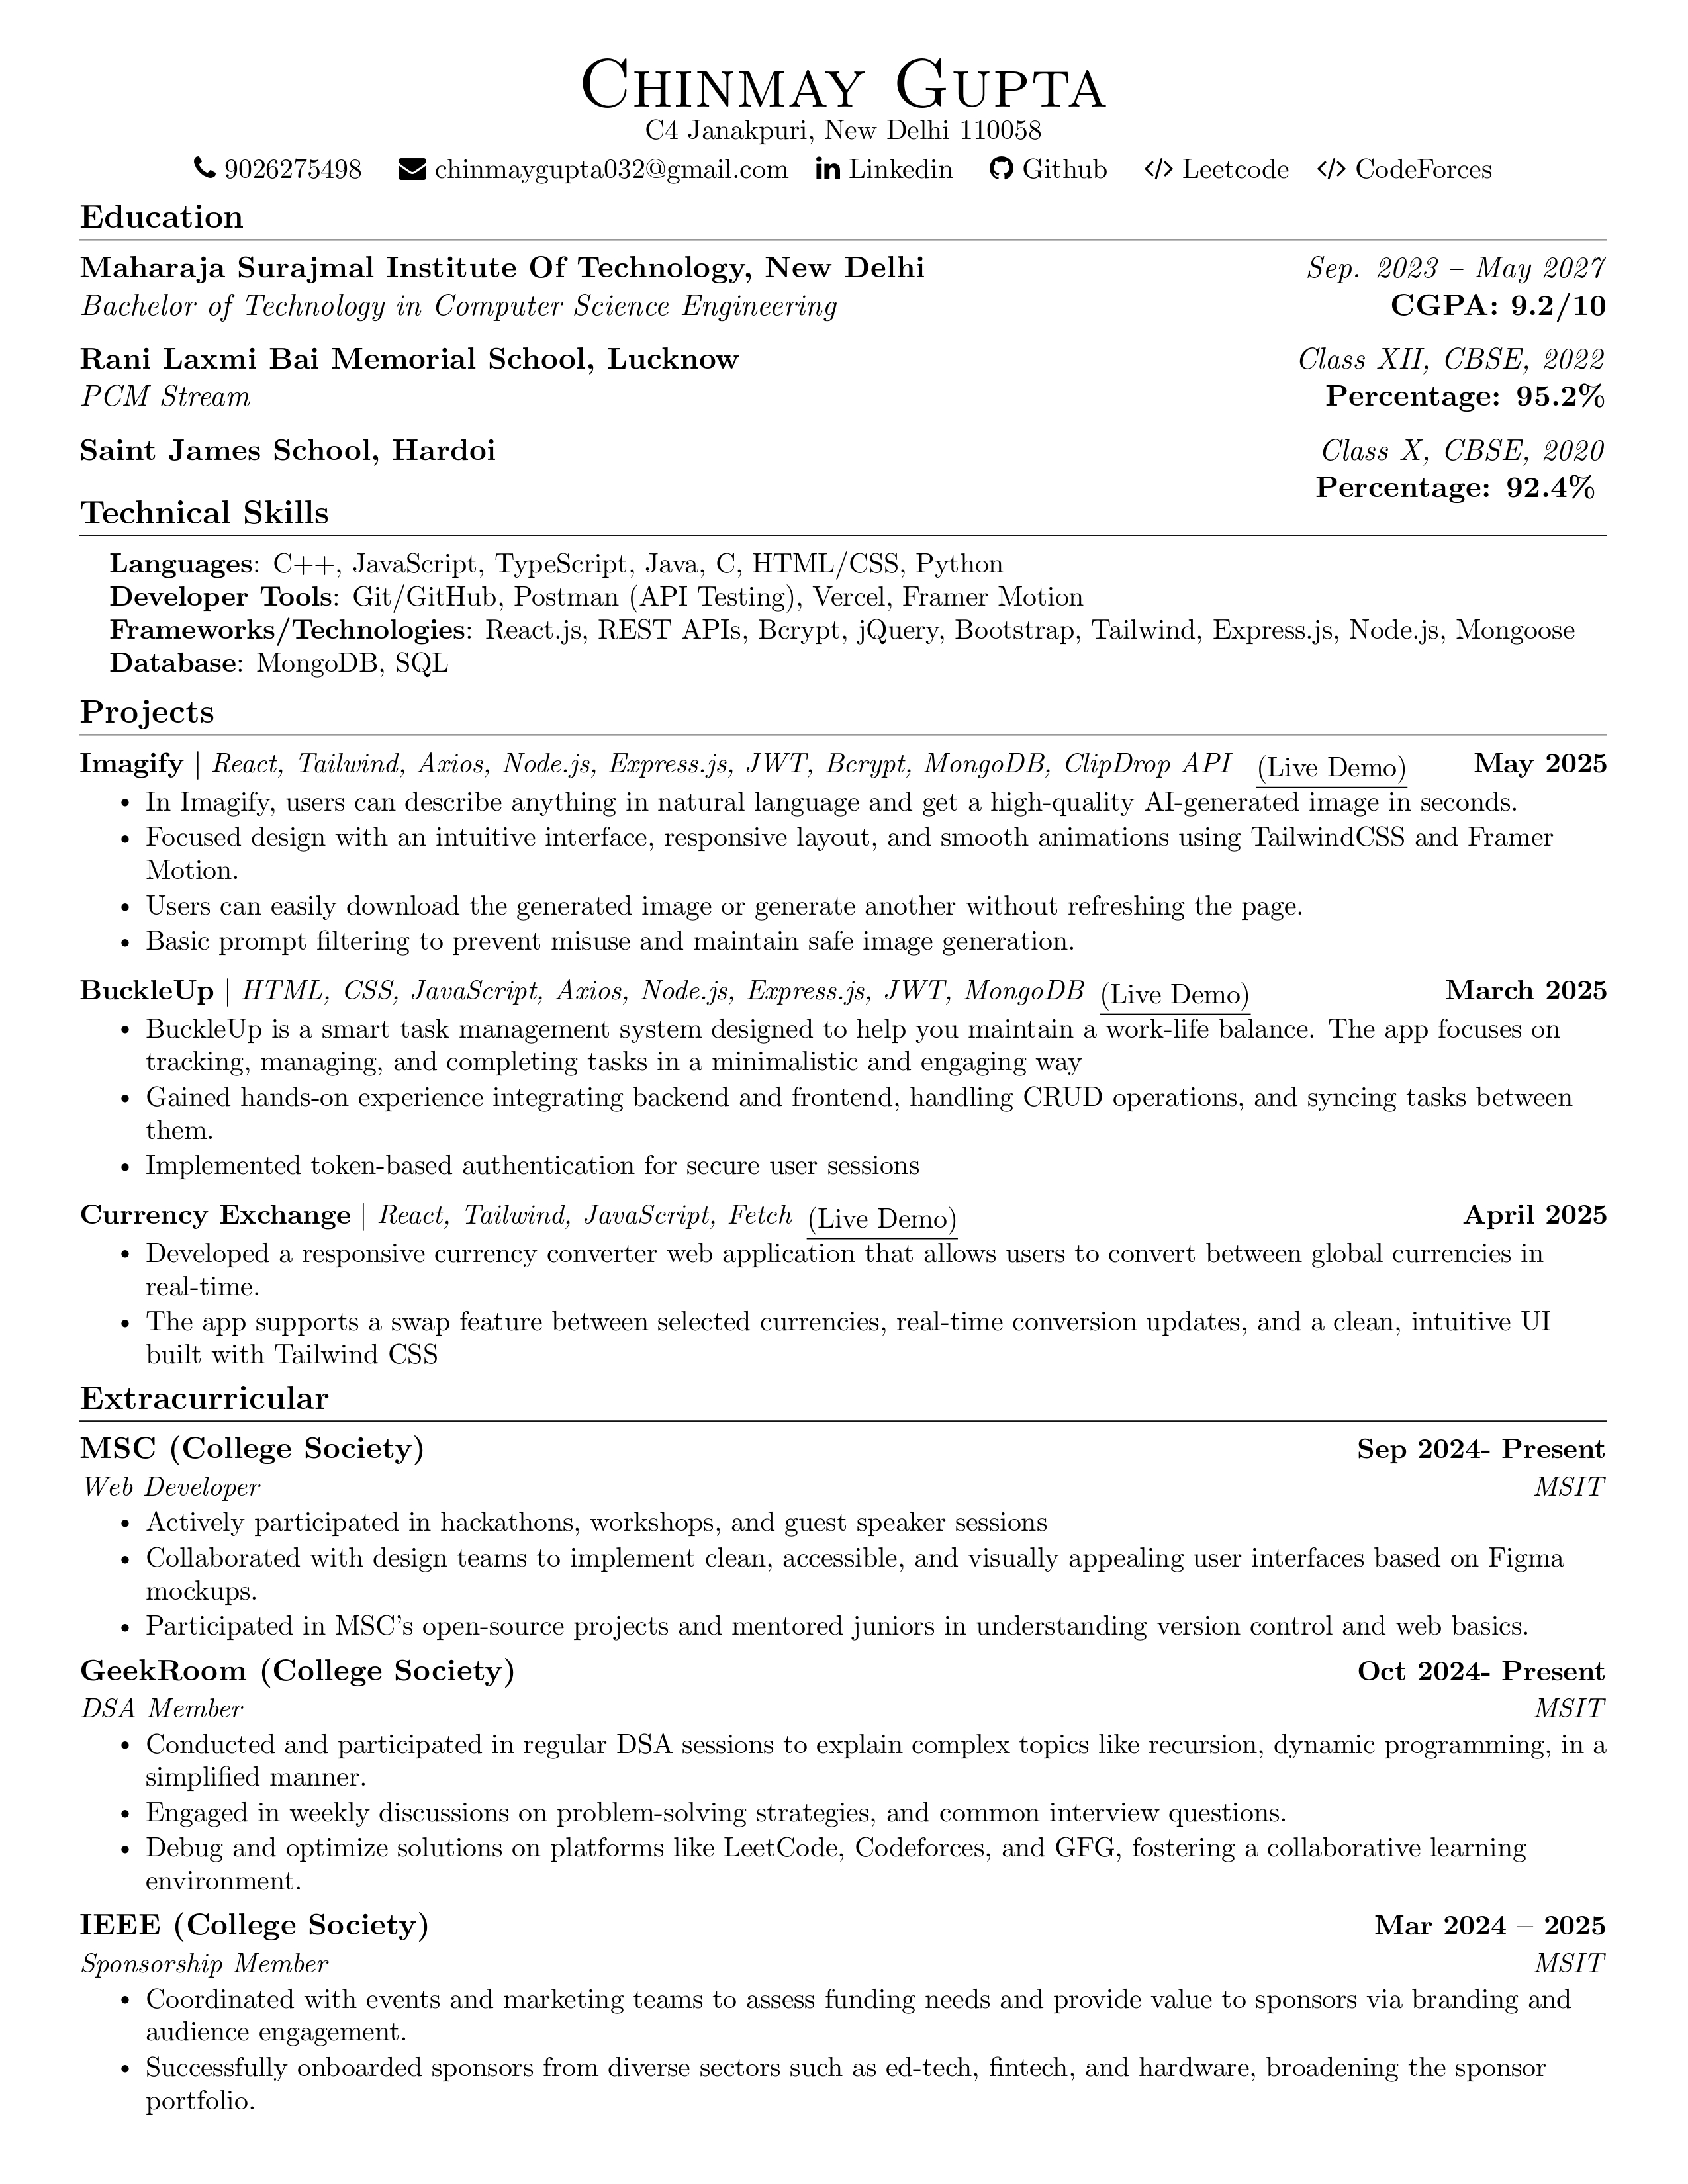 Chinmay Gupta
C4 Janakpuri, New Delhi 110058
9026275498 chinmaygupta032@gmail.com Linkedin Github Leetcode CodeForces
Education
Maharaja Surajmal Institute Of Technology, New Delhi Sep. 2023 – May 2027
Bachelor of Technology in Computer Science Engineering CGPA: 9.2/10
Rani Laxmi Bai Memorial School, Lucknow Class XII, CBSE, 2022
PCM Stream Percentage: 95.2%
Saint James School, Hardoi Class X, CBSE, 2020
Percentage: 92.4%
Technical Skills
Languages: C++, JavaScript, TypeScript, Java, C, HTML/CSS, Python
Developer Tools: Git/GitHub, Postman (API Testing), Vercel, Framer Motion
Frameworks/Technologies: React.js, REST APIs, Bcrypt, jQuery, Bootstrap, Tailwind, Express.js, Node.js, Mongoose
Database: MongoDB, SQL
Projects
Imagify | React, Tailwind, Axios, Node.js, Express.js, JWT, Bcrypt, MongoDB, ClipDrop API (Live Demo) May 2025
• In Imagify, users can describe anything in natural language and get a high-quality AI-generated image in seconds.
• Focused design with an intuitive interface, responsive layout, and smooth animations using TailwindCSS and Framer
Motion.
• Users can easily download the generated image or generate another without refreshing the page.
• Basic prompt filtering to prevent misuse and maintain safe image generation.
BuckleUp | HTML, CSS, JavaScript, Axios, Node.js, Express.js, JWT, MongoDB (Live Demo) March 2025
• BuckleUp is a smart task management system designed to help you maintain a work-life balance. The app focuses on
tracking, managing, and completing tasks in a minimalistic and engaging way
• Gained hands-on experience integrating backend and frontend, handling CRUD operations, and syncing tasks between
them.
• Implemented token-based authentication for secure user sessions
Currency Exchange | React, Tailwind, JavaScript, Fetch (Live Demo) April 2025
• Developed a responsive currency converter web application that allows users to convert between global currencies in
real-time.
• The app supports a swap feature between selected currencies, real-time conversion updates, and a clean, intuitive UI
built with Tailwind CSS
Extracurricular
MSC (College Society) Sep 2024- Present
Web Developer MSIT
• Actively participated in hackathons, workshops, and guest speaker sessions
• Collaborated with design teams to implement clean, accessible, and visually appealing user interfaces based on Figma
mockups.
• Participated in MSC's open-source projects and mentored juniors in understanding version control and web basics.
GeekRoom (College Society) Oct 2024- Present
DSA Member MSIT
• Conducted and participated in regular DSA sessions to explain complex topics like recursion, dynamic programming, in a
simplified manner.
• Engaged in weekly discussions on problem-solving strategies, and common interview questions.
• Debug and optimize solutions on platforms like LeetCode, Codeforces, and GFG, fostering a collaborative learning
environment.
IEEE (College Society) Mar 2024 – 2025
Sponsorship Member MSIT
• Coordinated with events and marketing teams to assess funding needs and provide value to sponsors via branding and
audience engagement.
• Successfully onboarded sponsors from diverse sectors such as ed-tech, fintech, and hardware, broadening the sponsor
portfolio.